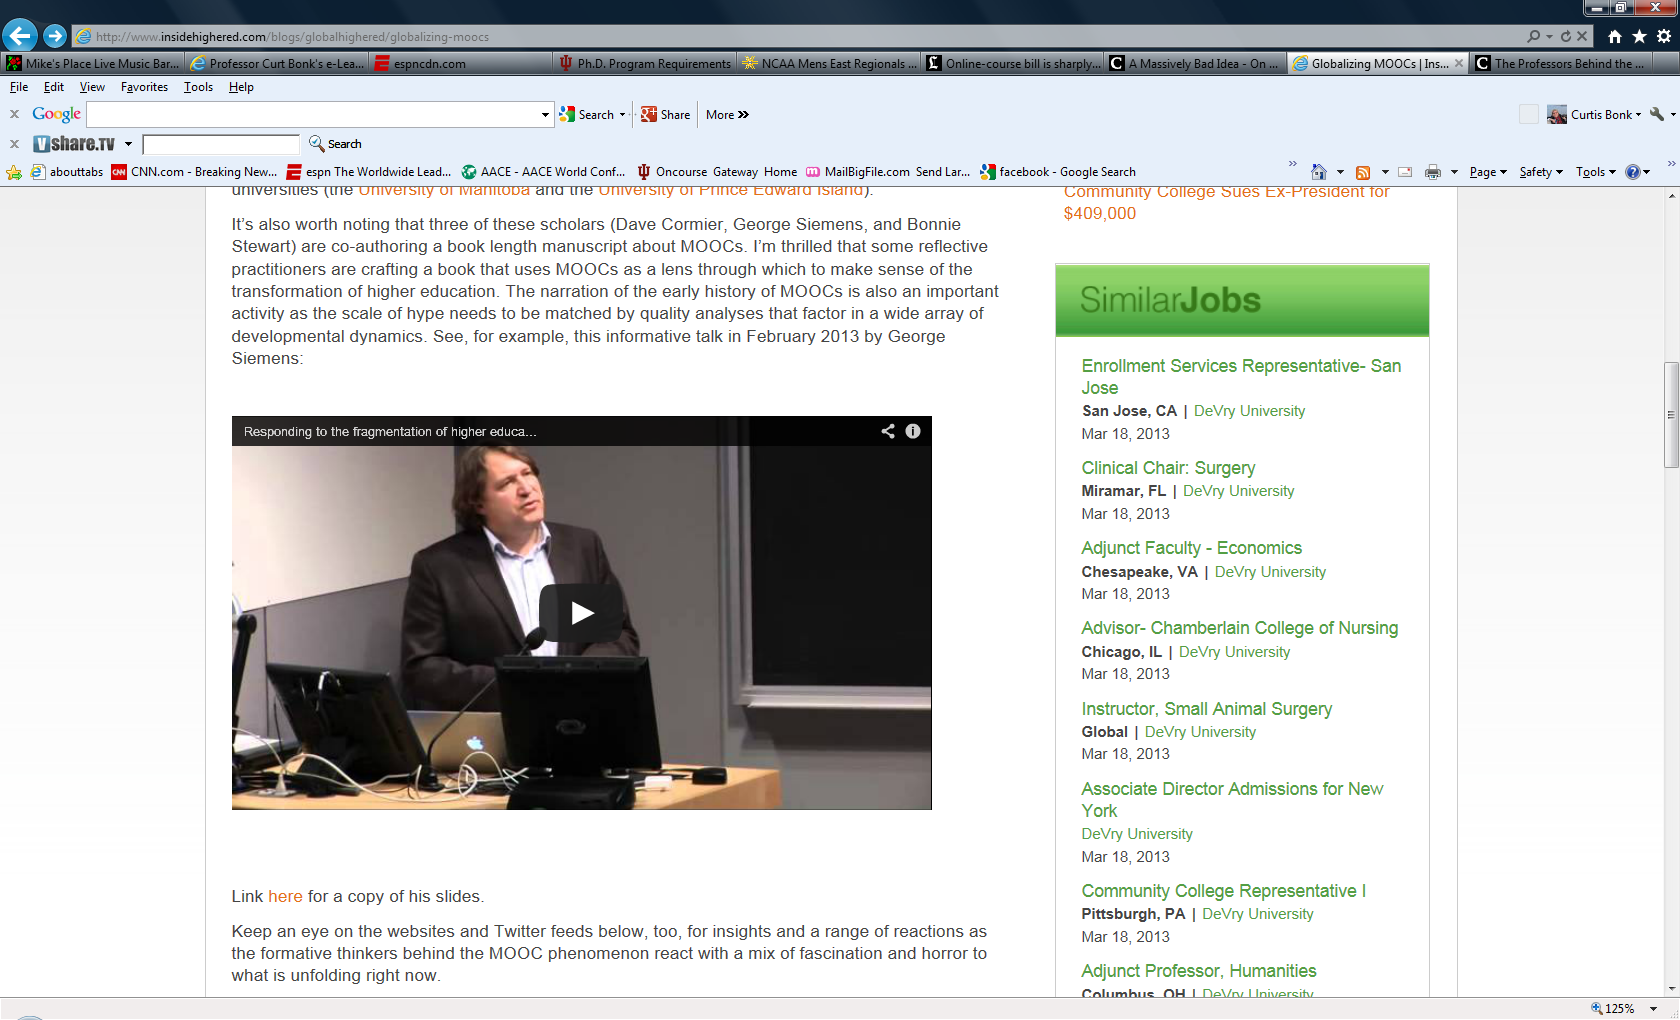 http://www.insidehighered.com/blogs/globalhighered/globalizing-moocs
Mike's Place Live Music Bar...
Professor Curt Bonk's e-Lea...
espncdn.com
Ph.D. Program Requirements
NCAA Mens East Regionals ...
Online-course bill is sharply...
A Massively Bad Idea - On ...
Globalizing MOOCs | Ins...
The Professors Behind the ...
File Edit View Favorites Tools Help
Google Search Share More »
Curtis Bonk
Vshare.TV Search
abouttabs
CNN.com - Breaking New...
espn The Worldwide Lead...
AACE - AACE World Conf...
Oncourse Gateway Home
MailBigFile.com Send Lar...
facebook - Google Search
Page Safety Tools
universities (the University of Manitoba and the University of Prince Edward Island).
It's also worth noting that three of these scholars (Dave Cormier, George Siemens, and Bonnie
Stewart) are co-authoring a book length manuscript about MOOCs. I'm thrilled that some reflective
practitioners are crafting a book that uses MOOCs as a lens through which to make sense of the
transformation of higher education. The narration of the early history of MOOCs is also an important
activity as the scale of hype needs to be matched by quality analyses that factor in a wide array of
developmental dynamics. See, for example, this informative talk in February 2013 by George
Siemens:
Responding to the fragmentation of higher educa...
Link here for a copy of his slides.
Keep an eye on the websites and Twitter feeds below, too, for insights and a range of reactions as
the formative thinkers behind the MOOC phenomenon react with a mix of fascination and horror to
what is unfolding right now.
Community College Sues Ex-President for
$409,000
SimilarJobs
Enrollment Services Representative- San
Jose
San Jose, CA | DeVry University
Mar 18, 2013
Clinical Chair: Surgery
Miramar, FL | DeVry University
Mar 18, 2013
Adjunct Faculty - Economics
Chesapeake, VA | DeVry University
Mar 18, 2013
Advisor- Chamberlain College of Nursing
Chicago, IL | DeVry University
Mar 18, 2013
Instructor, Small Animal Surgery
Global | DeVry University
Mar 18, 2013
Associate Director Admissions for New
York
DeVry University
Mar 18, 2013
Community College Representative I
Pittsburgh, PA | DeVry University
Mar 18, 2013
Adjunct Professor, Humanities
Columbus, OH | DeVry University
125%